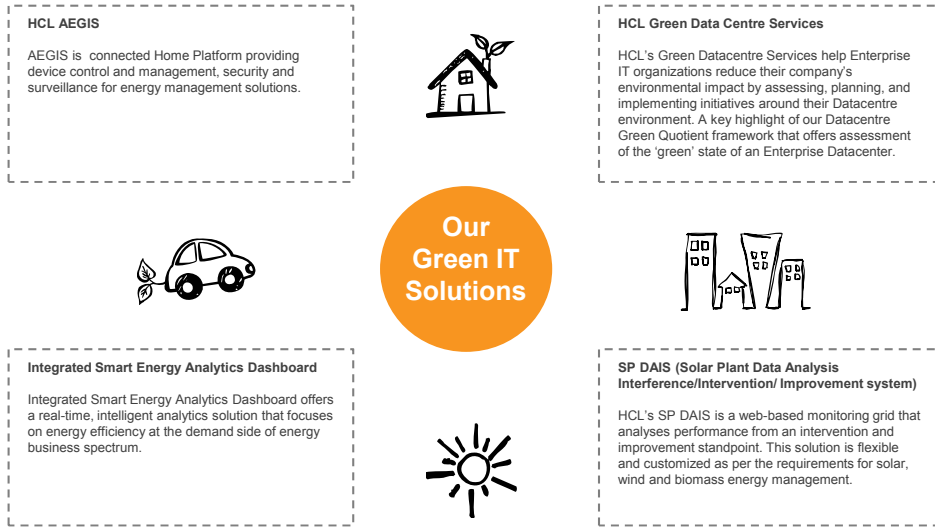 HCL AEGIS
AEGIS is connected Home Platform providing
device control and management, security and
surveillance for energy management solutions.
HCL Green Data Centre Services
HCL's Green Datacentre Services help Enterprise
IT organizations reduce their company's
environmental impact by assessing, planning, and
implementing initiatives around their Datacentre
environment. A key highlight of our Datacentre
Green Quotient framework that offers assessment
of the 'green' state of an Enterprise Datacenter.
Our
Green IT
Solutions
Integrated Smart Energy Analytics Dashboard
Integrated Smart Energy Analytics Dashboard offers
a real-time, intelligent analytics solution that focuses
on energy efficiency at the demand side of energy
business spectrum.
SP DAIS (Solar Plant Data Analysis
Interference/Intervention/ Improvement system)
HCL's SP DAIS is a web-based monitoring grid that
analyses performance from an intervention and
improvement standpoint. This solution is flexible
and customized as per the requirements for solar,
wind and biomass energy management.